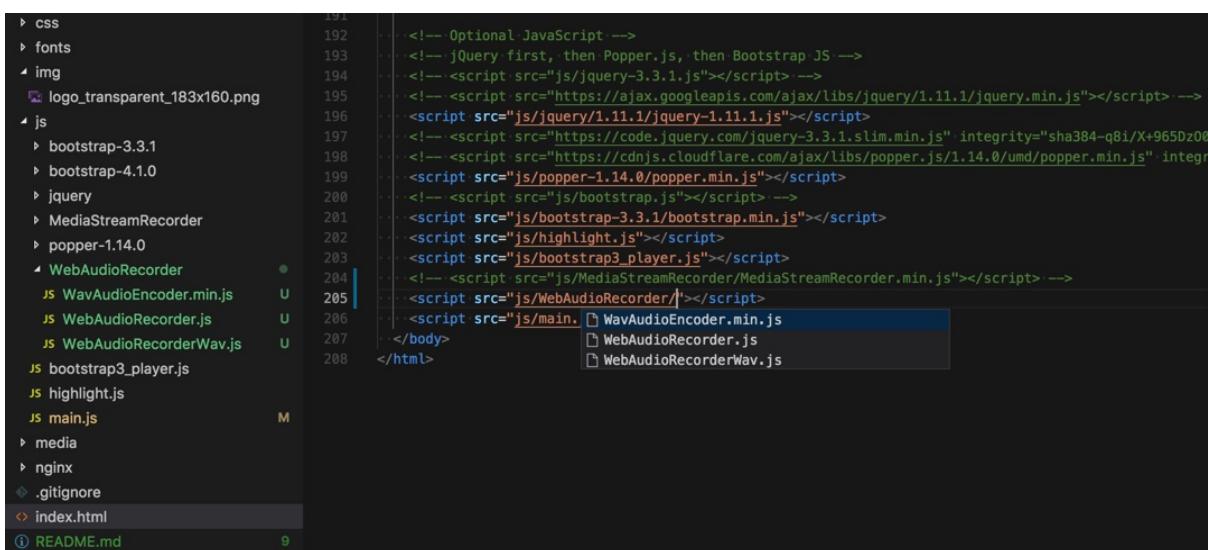 css
fonts
img
logo_transparent_183x160.png
js
bootstrap-3.3.1
bootstrap-4.1.0
jquery
MediaStreamRecorder
popper-1.14.0
WebAudioRecorder
JS WavAudioEncoder.min.js U
JS WebAudioRecorder.js U
JS WebAudioRecorderWav.js U
JS bootstrap3_player.js
JS highlight.js
JS main.js M
media
nginx
.gitignore
<> index.html
README.md 9
191
192 <!-- Optional JavaScript -->
193 <!-- jQuery first, then Popper.js, then Bootstrap JS -->
194 <!-- <script src="js/jquery-3.3.1.js"></script> -->
195 <!-- <script src="https://ajax.googleapis.com/ajax/libs/jquery/1.11.1/jquery.min.js"></script> -->
196 <script src="js/jquery/1.11.1/jquery-1.11.1.js"></script>
197 <!-- <script src="https://code.jquery.com/jquery-3.3.1.slim.min.js" integrity="sha384-q8i/X+965DzO0
198 <!-- <script src="https://cdnjs.cloudflare.com/ajax/libs/popper.js/1.14.0/umd/popper.min.js" integr
199 <script src="js/popper-1.14.0/popper.min.js"></script>
200 <!-- <script src="js/bootstrap.js"></script> -->
201 <script src="js/bootstrap-3.3.1/bootstrap.min.js"></script>
202 <script src="js/highlight.js"></script>
203 <script src="js/bootstrap3_player.js"></script>
204 <!-- <script src="js/MediaStreamRecorder/MediaStreamRecorder.min.js"></script> -->
205 <script src="js/WebAudioRecorder/"></script>
206 <script src="js/main.
207 </body>
208 </html>
WavAudioEncoder.min.js
WebAudioRecorder.js
WebAudioRecorderWav.js